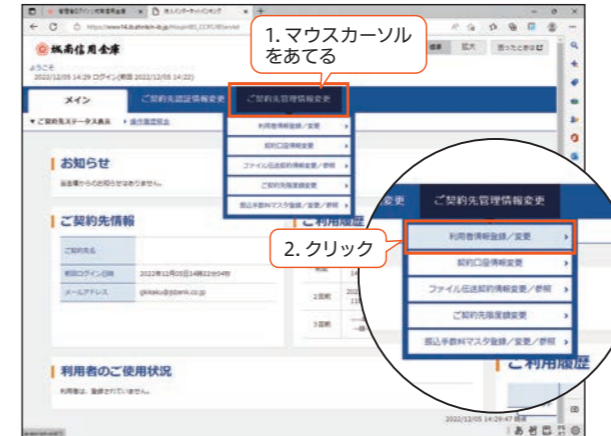 1. マウスカーソル
をあてる
城南信用金庫
標準
拡大
困ったときは
ようこそ
2022/12/05 14:29 ログイン(前回 2022/12/05 14:22)
メイン
ご契約先認証情報変更
ご契約先管理情報変更
▼ご契約先ステータス表示
操作履歴照会
利用者情報登録／変更
契約口座情報変更
ファイル伝送契約情報変更／参照
ご契約先限度額変更
振込手数料マスタ登録／変更／参照
お知らせ
当金庫からのお知らせはありません。
ご契約先情報
ご利用履歴
ご契約先名
前回ログイン日時
2022年12月05日14時22分04秒
メールアドレス
2回前
3回前
2. クリック
変更
ご契約先管理情報変更
利用者情報登録／変更
契約口座情報変更
ファイル伝送契約情報変更／参照
ご契約先限度額変更
振込手数料マスタ登録／変更／参照
ご利用履歴
利用者のご使用状況
利用者は、登録されていません。
2022/12/05 14:29:47 現在